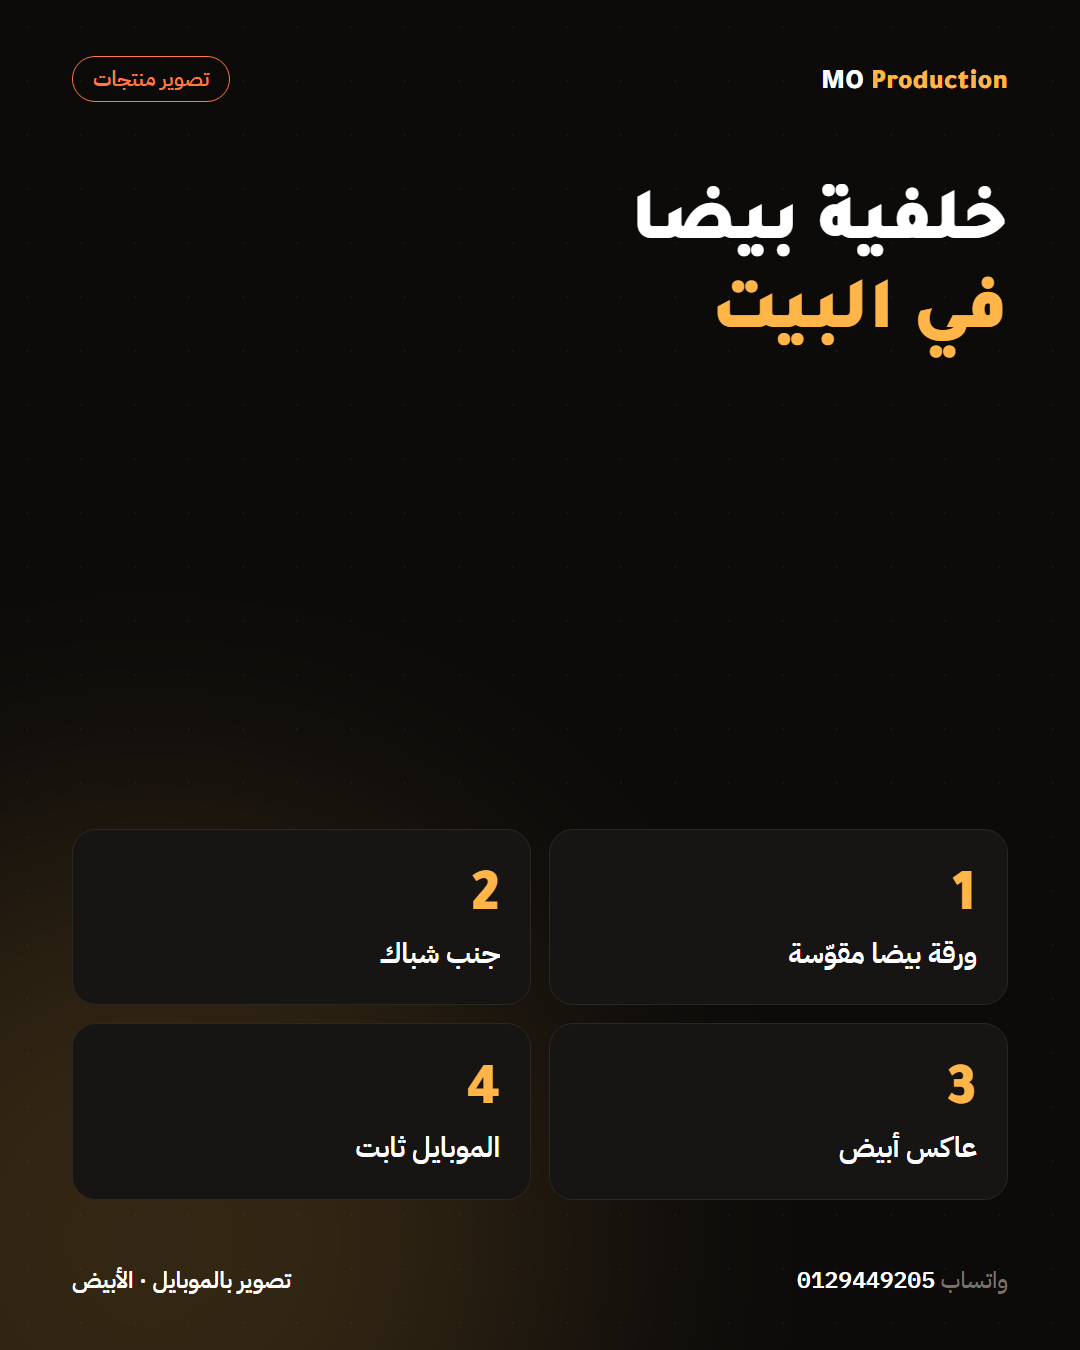 MO Production
تصوير منتجات
خلفية بيضا
في البيت
1
ورقة بيضا مقوّسة
2
جنب شباك
3
عاكس أبيض
4
الموبايل ثابت
واتساب 0129449205
تصوير بالموبايل · الأبيض